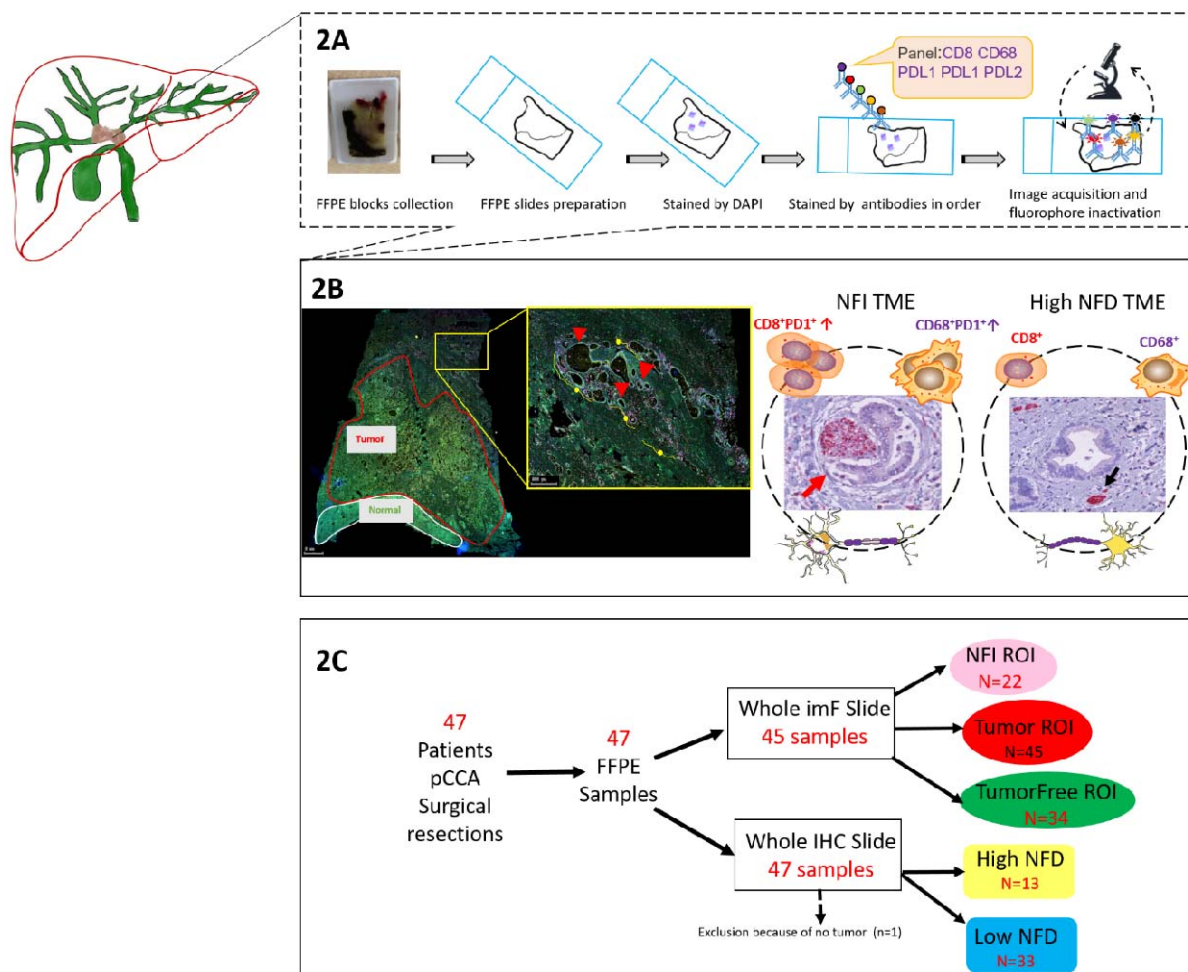 2A
Panel:CD8 CD68
PDL1 PDL1 PDL2
FFPE blocks collection
FFPE slides preparation
Stained by DAPI
Stained by antibodies in order
Image acquisition and
fluorophore inactivation
2B
Tumor
Normal
NFI TME
CD8⁺PD1⁺ ↑
CD68⁺PD1⁺↑
High NFD TME
CD8⁺
CD68⁺
2C
47
Patients
pCCA
Surgical
resections
47
FFPE
Samples
Whole imF Slide
45 samples
NFI ROI
N=22
Tumor ROI
N=45
TumorFree ROI
N=34
Whole IHC Slide
47 samples
Exclusion because of no tumor (n=1)
High NFD
N=13
Low NFD
N=33